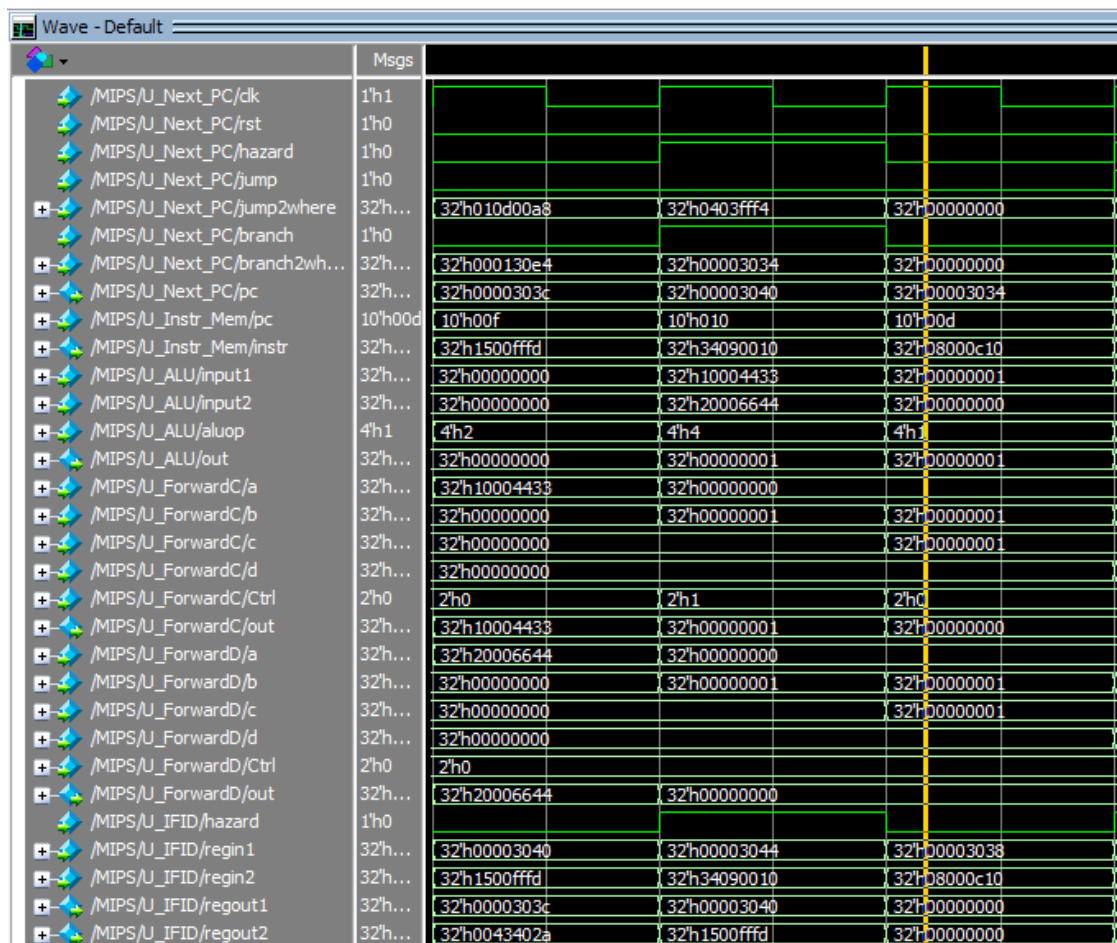 Wave - Default
Msgs
/MIPS/U_Next_PC/clk 1'h1
/MIPS/U_Next_PC/rst 1'h0
/MIPS/U_Next_PC/hazard 1'h0
/MIPS/U_Next_PC/jump 1'h0
/MIPS/U_Next_PC/jump2where 32'h... 32'h010d00a8 32'h0403fff4 32'h00000000
/MIPS/U_Next_PC/branch 1'h0
/MIPS/U_Next_PC/branch2wh... 32'h... 32'h000130e4 32'h00003034 32'h00000000
/MIPS/U_Next_PC/pc 32'h... 32'h0000303c 32'h00003040 32'h00003034
/MIPS/U_Instr_Mem/pc 10'h00d 10'h00f 10'h010 10'h00d
/MIPS/U_Instr_Mem/instr 32'h... 32'h1500fffd 32'h34090010 32'h08000c10
/MIPS/U_ALU/input1 32'h... 32'h00000000 32'h10004433 32'h00000001
/MIPS/U_ALU/input2 32'h... 32'h00000000 32'h20006644 32'h00000000
/MIPS/U_ALU/aluop 4'h1 4'h2 4'h4 4'h1
/MIPS/U_ALU/out 32'h... 32'h00000000 32'h00000001 32'h00000001
/MIPS/U_ForwardC/a 32'h... 32'h10004433 32'h00000000
/MIPS/U_ForwardC/b 32'h... 32'h00000000 32'h00000001 32'h00000001
/MIPS/U_ForwardC/c 32'h... 32'h00000000 32'h00000001
/MIPS/U_ForwardC/d 32'h... 32'h00000000
/MIPS/U_ForwardC/Ctrl 2'h0 2'h0 2'h1 2'h0
/MIPS/U_ForwardC/out 32'h... 32'h10004433 32'h00000001 32'h00000000
/MIPS/U_ForwardD/a 32'h... 32'h20006644 32'h00000000
/MIPS/U_ForwardD/b 32'h... 32'h00000000 32'h00000001 32'h00000001
/MIPS/U_ForwardD/c 32'h... 32'h00000000 32'h00000001
/MIPS/U_ForwardD/d 32'h... 32'h00000000
/MIPS/U_ForwardD/Ctrl 2'h0 2'h0
/MIPS/U_ForwardD/out 32'h... 32'h20006644 32'h00000000
/MIPS/U_IFID/hazard 1'h0
/MIPS/U_IFID/regin1 32'h... 32'h00003040 32'h00003044 32'h00003038
/MIPS/U_IFID/regin2 32'h... 32'h1500fffd 32'h34090010 32'h08000c10
/MIPS/U_IFID/regout1 32'h... 32'h0000303c 32'h00003040 32'h00000000
/MIPS/U_IFID/regout2 32'h... 32'h0043402a 32'h1500fffd 32'h00000000